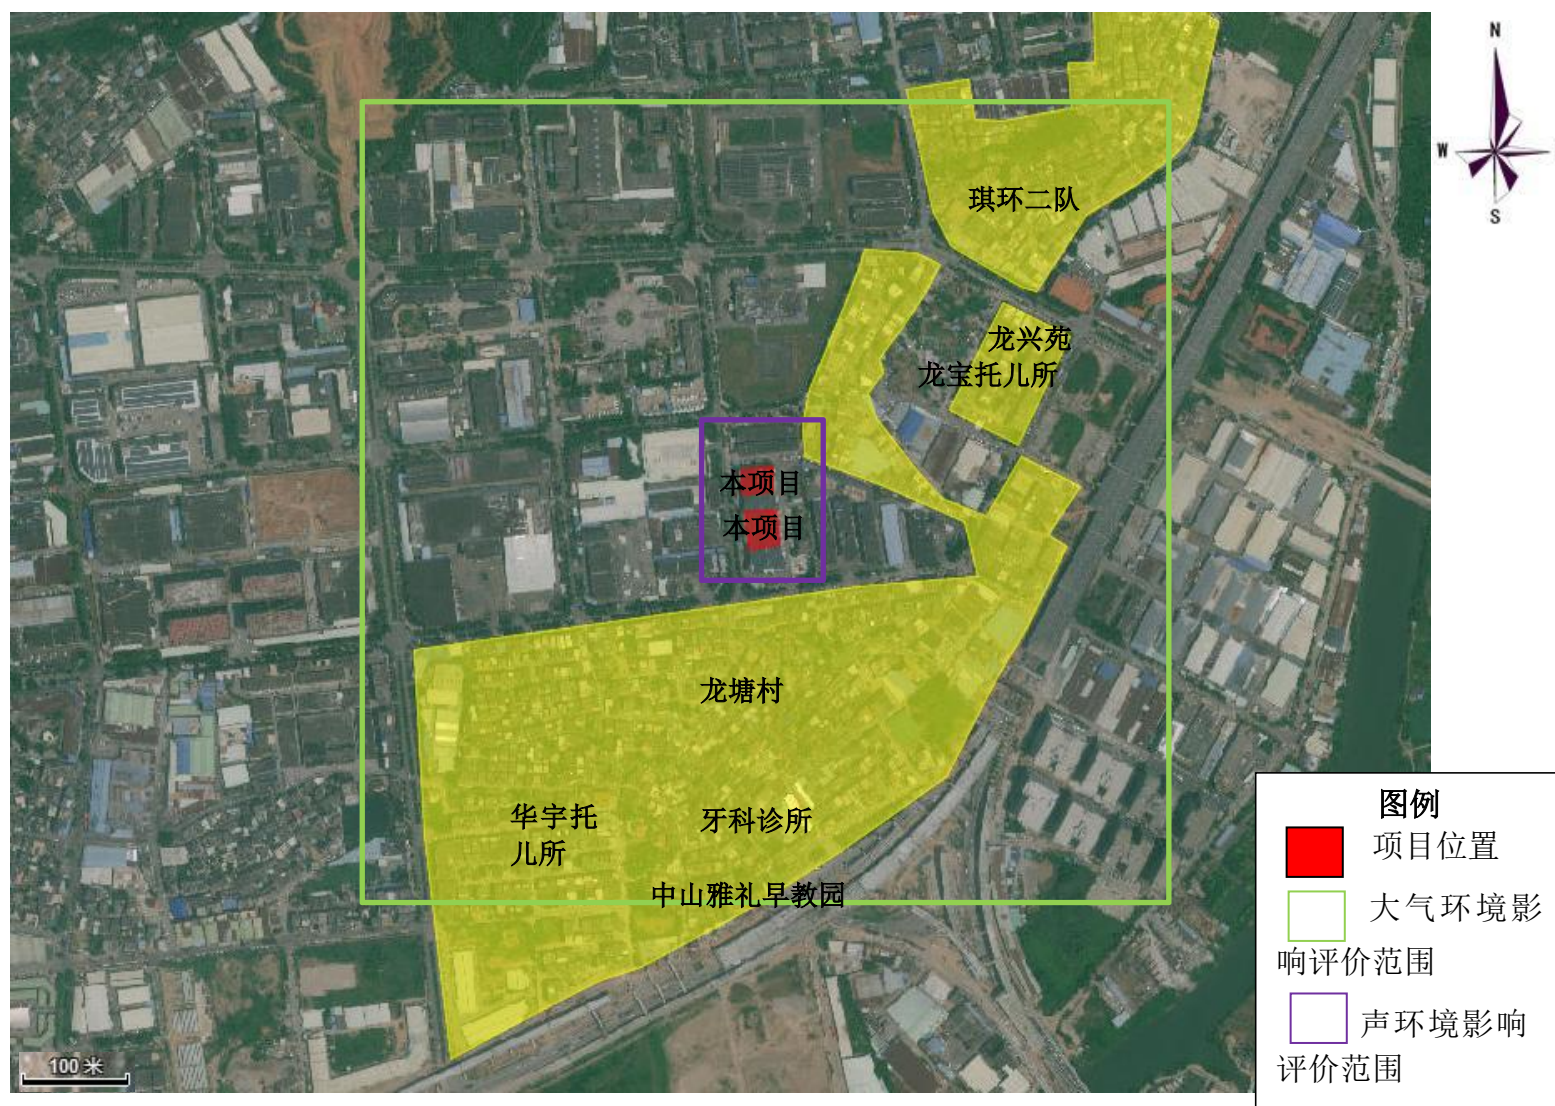 N
W
S
琪环二队
龙兴苑
龙宝托儿所
本项目
本项目
龙塘村
华宇托
儿所
牙科诊所
中山雅礼早教园
图例
项目位置
大气环境影
响评价范围
声环境影响
评价范围
100 米